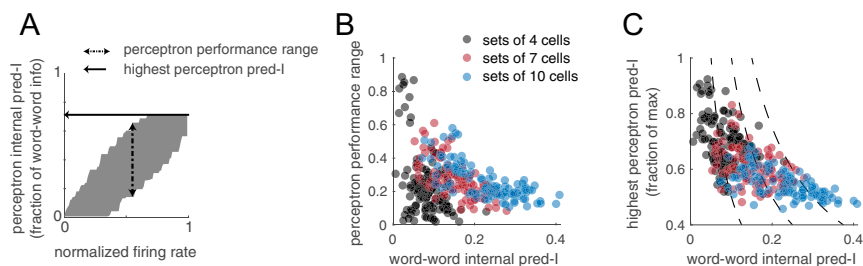 A
perceptron performance range
highest perceptron pred-I
perceptron internal pred-I
(fraction of word-word info)
1
0
0
1
normalized firing rate
B
perceptron performance range
sets of 4 cells
sets of 7 cells
sets of 10 cells
1
0.8
0.6
0.4
0.2
0
0
0.2
0.4
word-word internal pred-I
C
highest perceptron pred-I
(fraction of max)
1
0.8
0.6
0.4
0
0.2
0.4
word-word internal pred-I